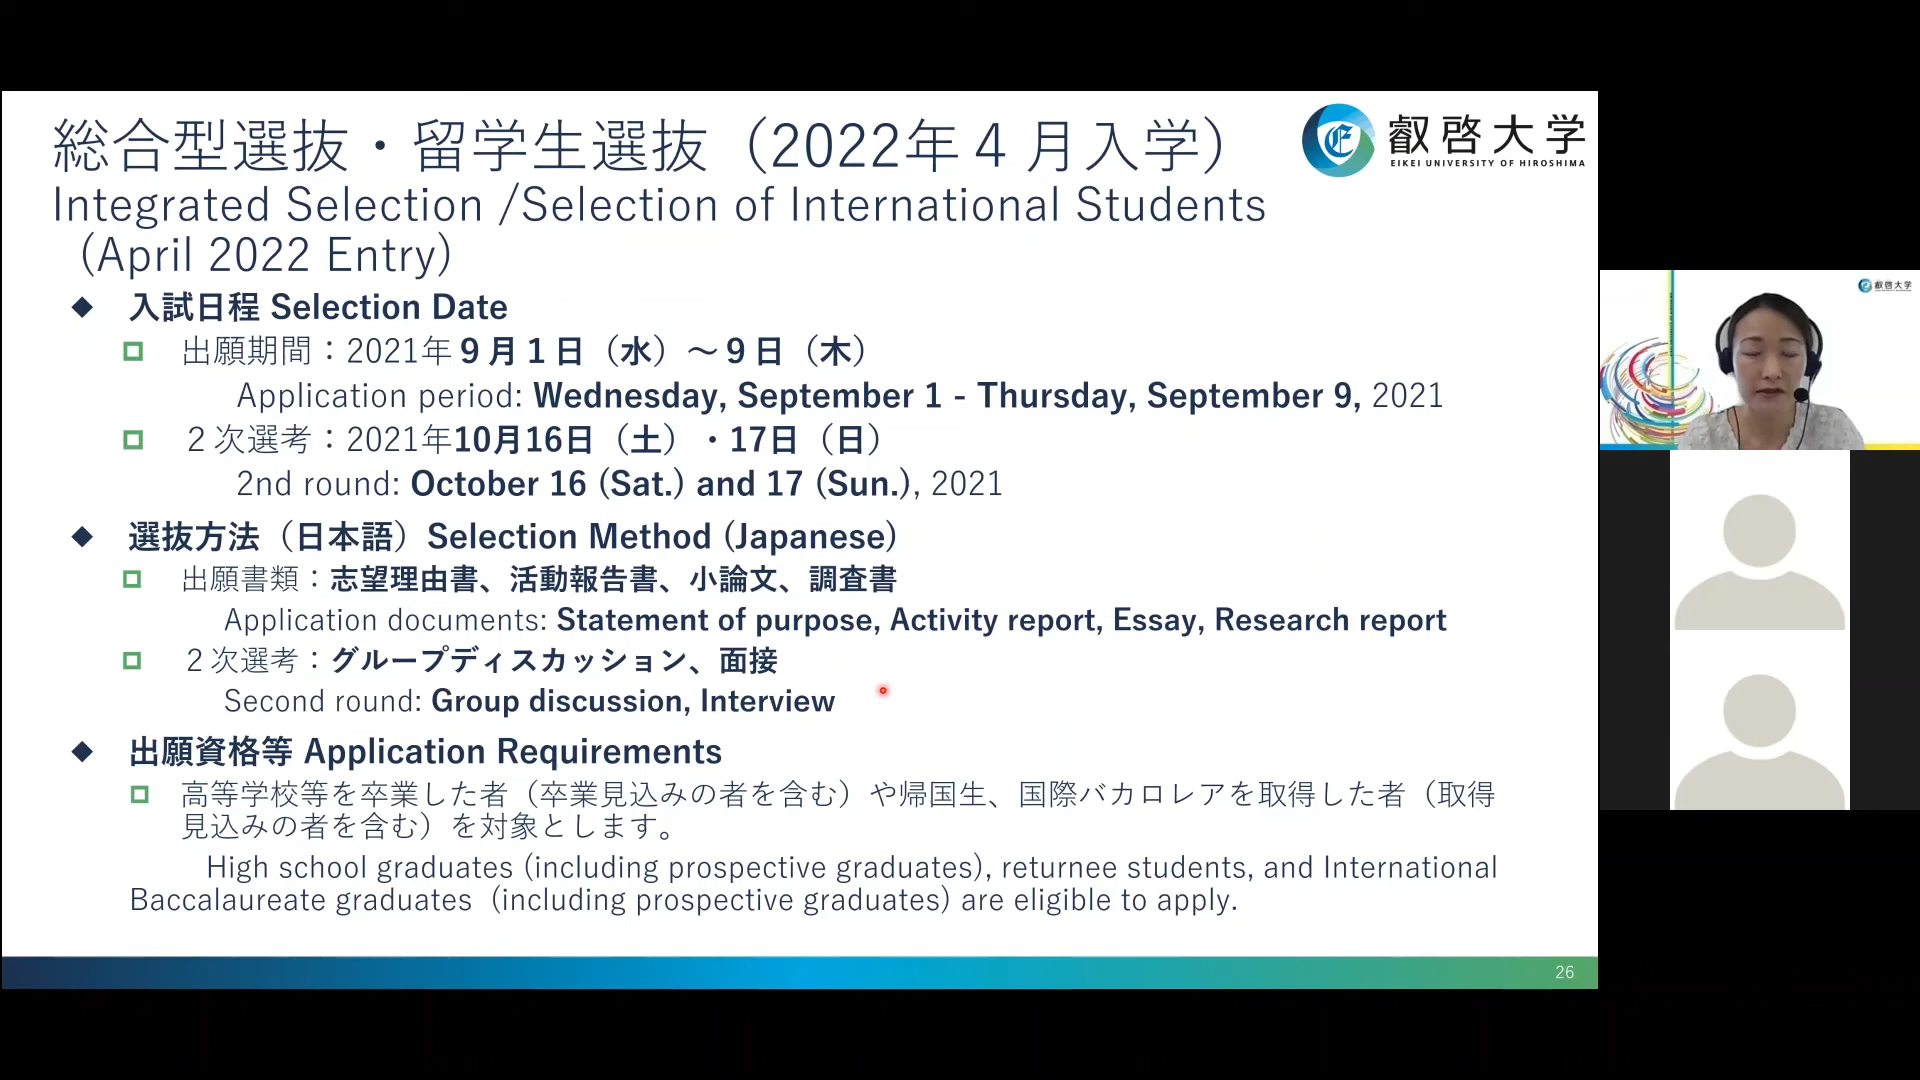 総合型選抜・留学生選抜（2022年４月入学）
叡啓大学
EIKEI UNIVERSITY OF HIROSHIMA
Integrated Selection /Selection of International Students
(April 2022 Entry)
◆ 入試日程 Selection Date
出願期間：2021年９月１日（水）～９日（木）
Application period: Wednesday, September 1 - Thursday, September 9, 2021
２次選考：2021年10月16日（土）・17日（日）
2nd round: October 16 (Sat.) and 17 (Sun.), 2021
◆ 選抜方法（日本語）Selection Method (Japanese)
出願書類：志望理由書、活動報告書、小論文、調査書
Application documents: Statement of purpose, Activity report, Essay, Research report
２次選考：グループディスカッション、面接
Second round: Group discussion, Interview
◆ 出願資格等 Application Requirements
高等学校等を卒業した者（卒業見込みの者を含む）や帰国生、国際バカロレアを取得した者（取得
見込みの者を含む）を対象とします。
High school graduates (including prospective graduates), returnee students, and International
Baccalaureate graduates (including prospective graduates) are eligible to apply.
26
叡啓大学